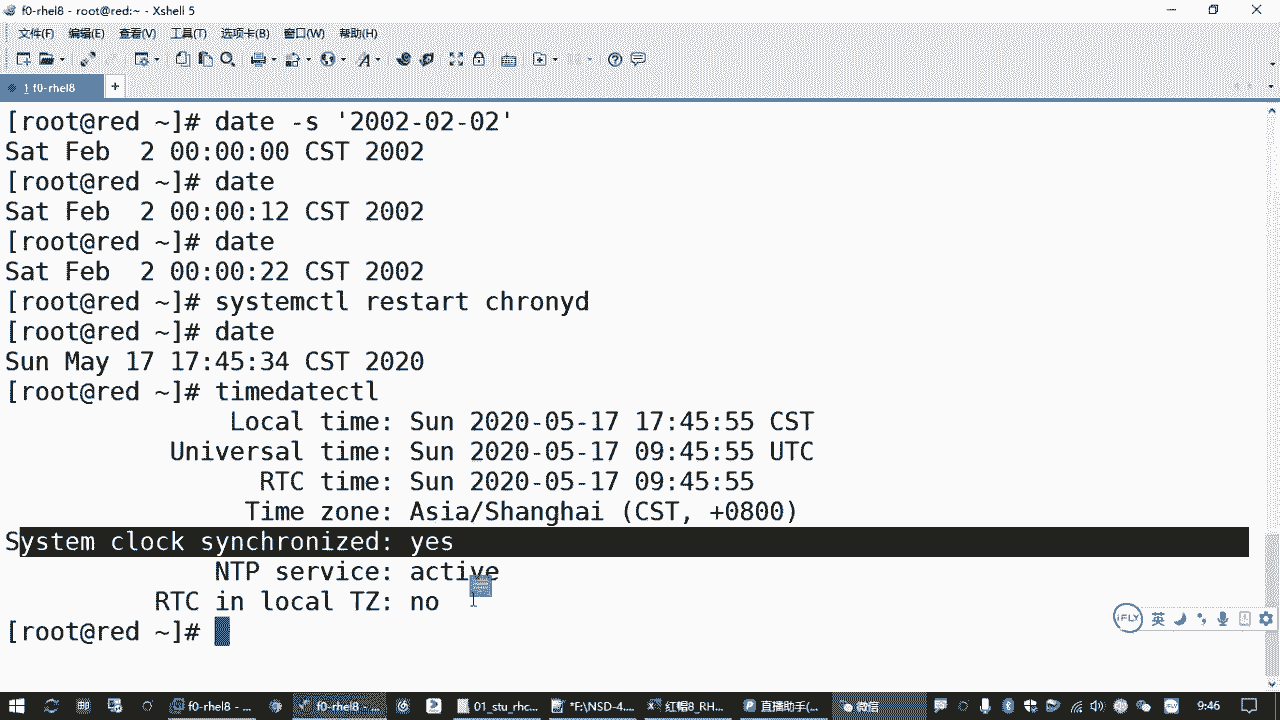 f0-rhel8 - root@red:~ - Xshell 5
文件(F) 编辑(E) 查看(V) 工具(T) 选项卡(B) 窗口(W) 帮助(H)
1 f0-rhel8
[root@red ~]# date -s '2002-02-02'
Sat Feb  2 00:00:00 CST 2002
[root@red ~]# date
Sat Feb  2 00:00:12 CST 2002
[root@red ~]# date
Sat Feb  2 00:00:22 CST 2002
[root@red ~]# systemctl restart chronyd
[root@red ~]# date
Sun May 17 17:45:34 CST 2020
[root@red ~]# timedatectl
Local time: Sun 2020-05-17 17:45:55 CST
Universal time: Sun 2020-05-17 09:45:55 UTC
RTC time: Sun 2020-05-17 09:45:55
Time zone: Asia/Shanghai (CST, +0800)
System clock synchronized: yes
NTP service: active
RTC in local TZ: no
[root@red ~]#
iFLY 英
f0-rhel8 - ... f0-rhel8 - ... 01_stu_rhc... *F:\NSD-4... 红帽8_RH... 直播助手(... 微信 9:46